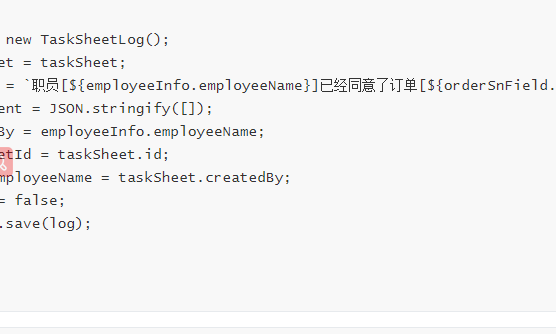 new TaskSheetLog();
et = taskSheet;
= `职员[${employeeInfo.employeeName}]已经同意了订单[${orderSnField.
ent = JSON.stringify([]);
By = employeeInfo.employeeName;
etId = taskSheet.id;
mployeeName = taskSheet.createdBy;
= false;
.save(log);